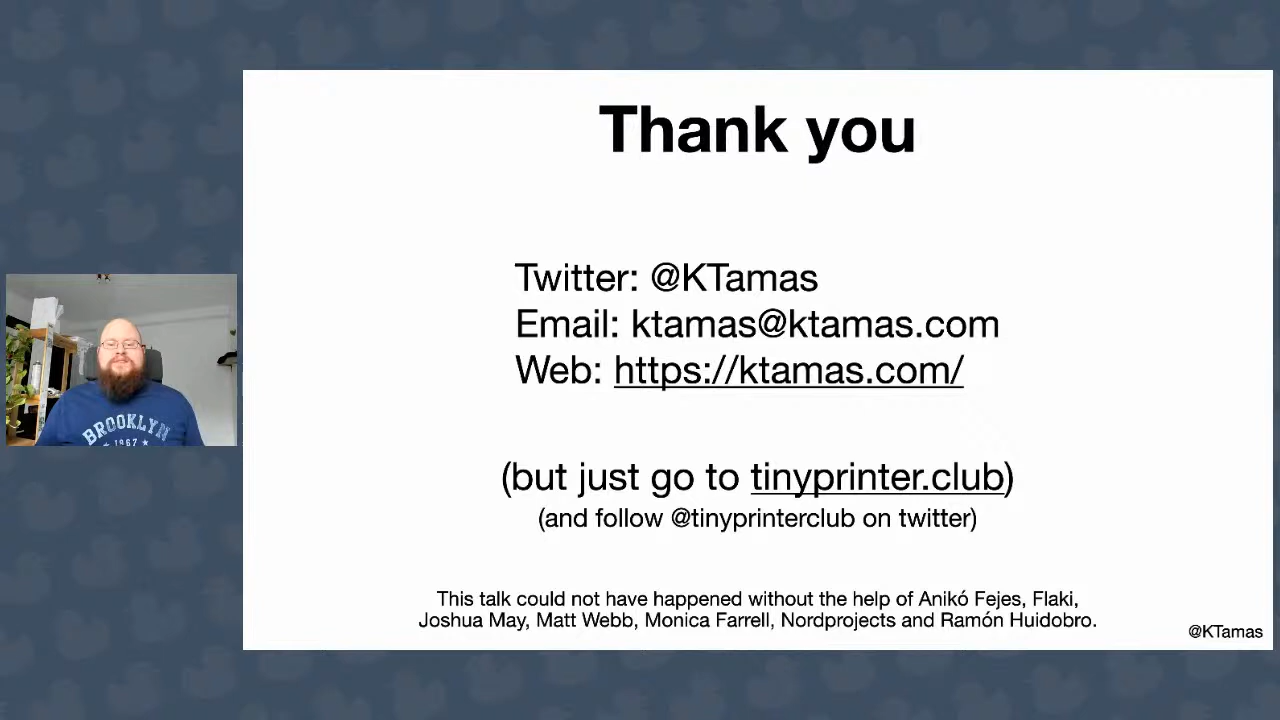 Thank you
Twitter: @KTamas
Email: ktamas@ktamas.com
Web: https://ktamas.com/
(but just go to tinyprinter.club)
(and follow @tinyprinterclub on twitter)
This talk could not have happened without the help of Anikó Fejes, Flaki,
Joshua May, Matt Webb, Monica Farrell, Nordprojects and Ramón Huidobro.
@KTamas
BROOKLYN
★ 1967 ★